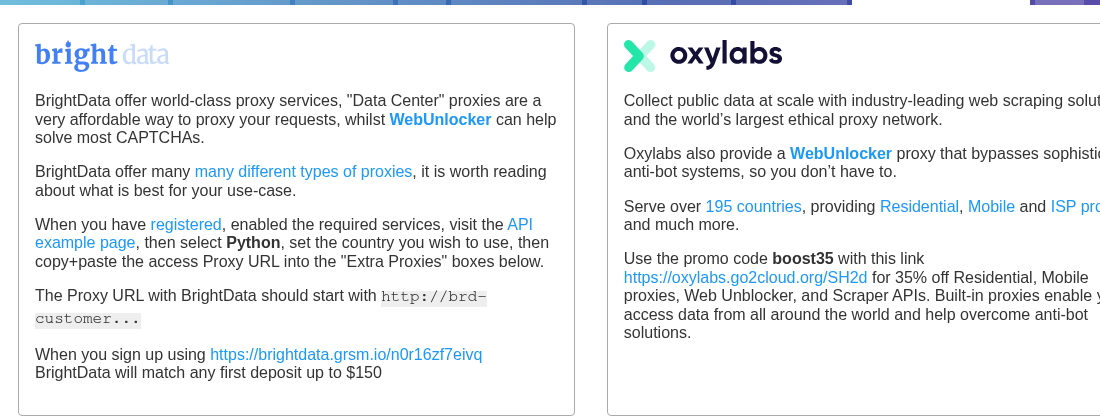 bright data
BrightData offer world-class proxy services, "Data Center" proxies are a
very affordable way to proxy your requests, whilst WebUnlocker can help
solve most CAPTCHAs.
BrightData offer many many different types of proxies, it is worth reading
about what is best for your use-case.
When you have registered, enabled the required services, visit the API
example page, then select Python, set the country you wish to use, then
copy+paste the access Proxy URL into the "Extra Proxies" boxes below.
The Proxy URL with BrightData should start with http://brd-
customer...
When you sign up using https://brightdata.grsm.io/n0r16zf7eivq
BrightData will match any first deposit up to $150
oxylabs
Collect public data at scale with industry-leading web scraping solut
and the world's largest ethical proxy network.
Oxylabs also provide a WebUnlocker proxy that bypasses sophistic
anti-bot systems, so you don't have to.
Serve over 195 countries, providing Residential, Mobile and ISP pro
and much more.
Use the promo code boost35 with this link
https://oxylabs.go2cloud.org/SH2d for 35% off Residential, Mobile
proxies, Web Unblocker, and Scraper APIs. Built-in proxies enable y
access data from all around the world and help overcome anti-bot
solutions.